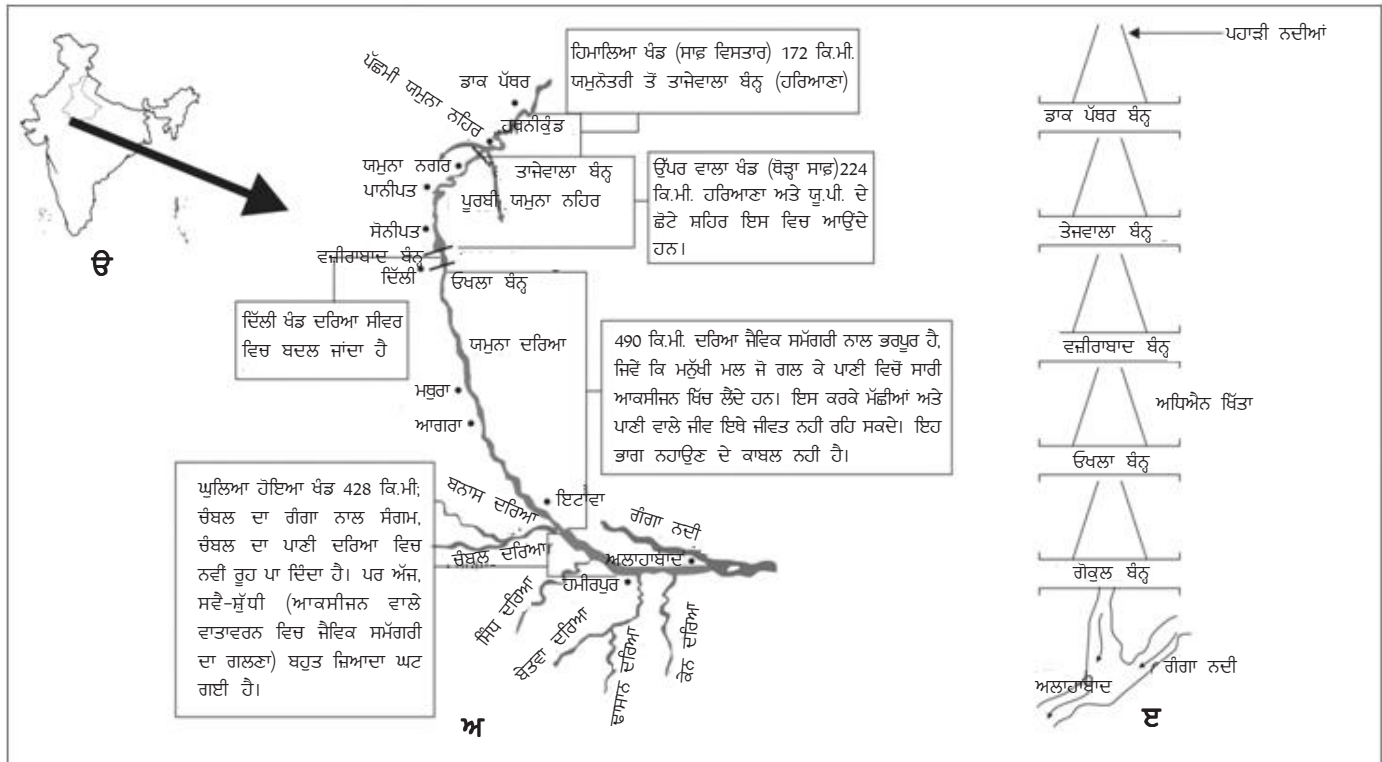 ਪੱਛਮੀ ਯਮੁਨਾ ਨਹਿਰ
ਡਾਕ ਪੱਥਰ
ਹਥਨੀਕੁੰਡ
ਹਿਮਾਲਿਆ ਖੰਡ (ਸਾਫ਼ ਵਿਸਤਾਰ) 172 ਕਿ.ਮੀ.
ਯਮੁਨੋਤਰੀ ਤੋਂ ਤਾਜੇਵਾਲਾ ਬੰਨ੍ਹ (ਹਰਿਆਣਾ)
ਯਮੁਨਾ ਨਗਰ
ਤਾਜੇਵਾਲਾ ਬੰਨ੍ਹ
ਪਾਨੀਪਤ
ਪੂਰਬੀ ਯਮੁਨਾ ਨਹਿਰ
ਉੱਪਰ ਵਾਲਾ ਖੰਡ (ਥੋੜ੍ਹਾ ਸਾਫ਼)224
ਕਿ.ਮੀ. ਹਰਿਆਣਾ ਅਤੇ ਯੂ.ਪੀ. ਦੇ
ਛੋਟੇ ਸ਼ਹਿਰ ਇਸ ਵਿਚ ਆਉਂਦੇ
ਹਨ।
ਸੋਨੀਪਤ
ਵਜ਼ੀਰਾਬਾਦ ਬੰਨ੍ਹ
ਦਿੱਲੀ
ਓਖਲਾ ਬੰਨ੍ਹ
ੳ
ਦਿੱਲੀ ਖੰਡ ਦਰਿਆ ਸੀਵਰ
ਵਿਚ ਬਦਲ ਜਾਂਦਾ ਹੈ
ਯਮੁਨਾ ਦਰਿਆ
490 ਕਿ.ਮੀ. ਦਰਿਆ ਜੈਵਿਕ ਸਮੱਗਰੀ ਨਾਲ ਭਰਪੂਰ ਹੈ,
ਜਿਵੇਂ ਕਿ ਮਨੁੱਖੀ ਮਲ ਜੋ ਗਲ ਕੇ ਪਾਣੀ ਵਿਚੋਂ ਸਾਰੀ
ਆਕਸੀਜਨ ਖਿੱਚ ਲੈਂਦੇ ਹਨ। ਇਸ ਕਰਕੇ ਮੱਛੀਆਂ ਅਤੇ
ਪਾਣੀ ਵਾਲੇ ਜੀਵ ਇਥੇ ਜੀਵਤ ਨਹੀ ਰਹਿ ਸਕਦੇ। ਇਹ
ਭਾਗ ਨਹਾਉਣ ਦੇ ਕਾਬਲ ਨਹੀ ਹੈ।
ਮਥੁਰਾ
ਆਗਰਾ
ਘੁਲਿਆ ਹੋਇਆ ਖੰਡ 428 ਕਿ.ਮੀ;
ਚੰਬਲ ਦਾ ਗੰਗਾ ਨਾਲ ਸੰਗਮ,
ਚੰਬਲ ਦਾ ਪਾਣੀ ਦਰਿਆ ਵਿਚ
ਨਵੀਂ ਰੂਹ ਪਾ ਦਿੰਦਾ ਹੈ। ਪਰ ਅੱਜ,
ਸਵੈ-ਸ਼ੁੱਧੀ (ਆਕਸੀਜਨ ਵਾਲੇ
ਵਾਤਾਵਰਨ ਵਿਚ ਜੈਵਿਕ ਸਮੱਗਰੀ
ਦਾ ਗਲਣਾ) ਬਹੁਤ ਜ਼ਿਆਦਾ ਘਟ
ਗਈ ਹੈ।
ਬਨਾਸ ਦਰਿਆ
ਇਟਾਵਾ
ਗੰਗਾ ਨਦੀ
ਚੰਬਲ ਦਰਿਆ
ਅਲਾਹਾਬਾਦ
ਹਮੀਰਪੁਰ
ਸਿੰਧ ਦਰਿਆ
ਬੇਤਵਾ ਦਰਿਆ
ਢਾਸਾਨ ਦਰਿਆ
ਕੇਨ ਦਰਿਆ
ਅ
ਪਹਾੜੀ ਨਦੀਆਂ
ਡਾਕ ਪੱਥਰ ਬੰਨ੍ਹ
ਤੇਜਵਾਲਾ ਬੰਨ੍ਹ
ਵਜ਼ੀਰਾਬਾਦ ਬੰਨ੍ਹ
ਅਧਿਐਨ ਖਿੱਤਾ
ਓਖਲਾ ਬੰਨ੍ਹ
ਗੋਕੁਲ ਬੰਨ੍ਹ
ਗੰਗਾ ਨਦੀ
ਅਲਾਹਾਬਾਦ
ੲ